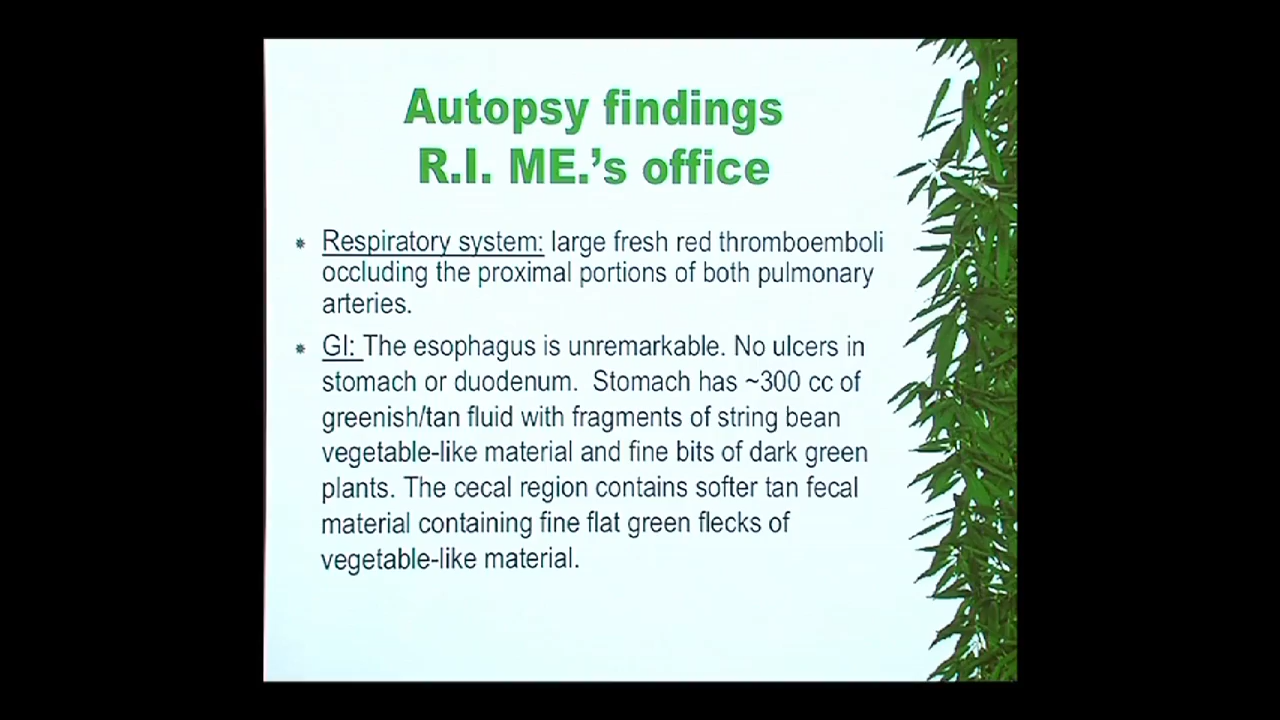 Autopsy findings
R.I. ME.'s office
Respiratory system: large fresh red thromboemboli
occluding the proximal portions of both pulmonary
arteries.
GI: The esophagus is unremarkable. No ulcers in
stomach or duodenum. Stomach has ~300 cc of
greenish/tan fluid with fragments of string bean
vegetable-like material and fine bits of dark green
plants. The cecal region contains softer tan fecal
material containing fine flat green flecks of
vegetable-like material.